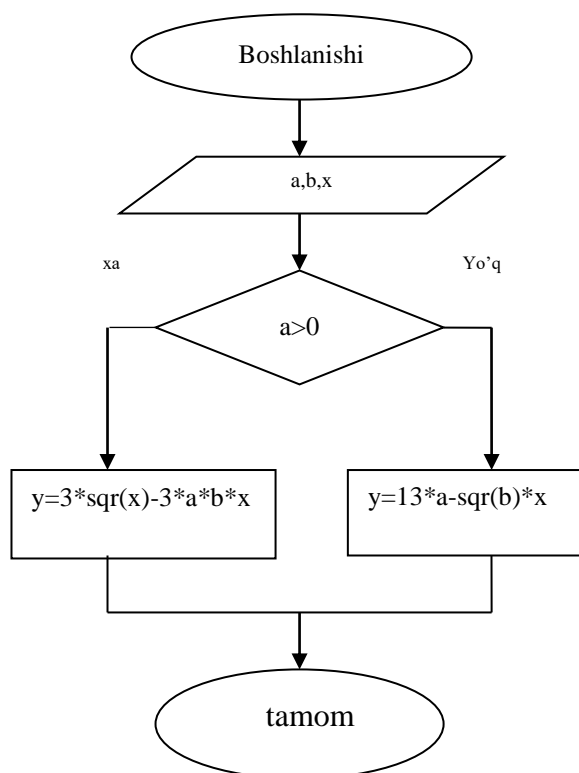 Boshlanishi
a,b,x
xa
Yo’q
a>0
y=3*sqr(x)-3*a*b*x
y=13*a-sqr(b)*x
tamom